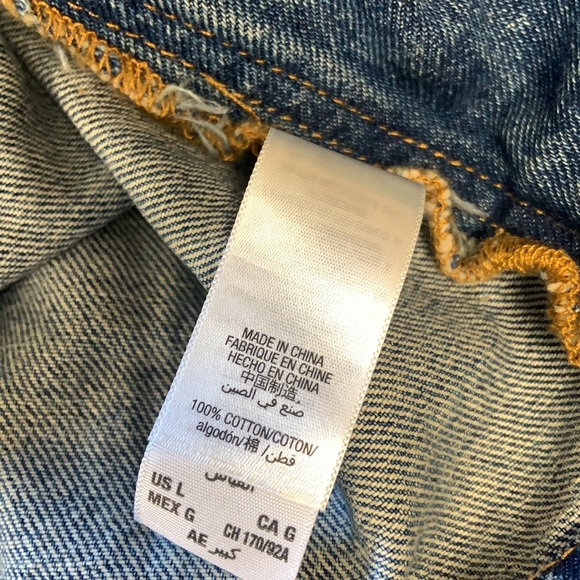 MADE IN CHINA
FABRIQUE EN CHINE
HECHO EN CHINA
中国制造。
صنع في الصين
100% COTTON/COTON/
algodón/棉/قطن/
المقاس
US L CA G
MEX G CH 170/92A
AE كبير